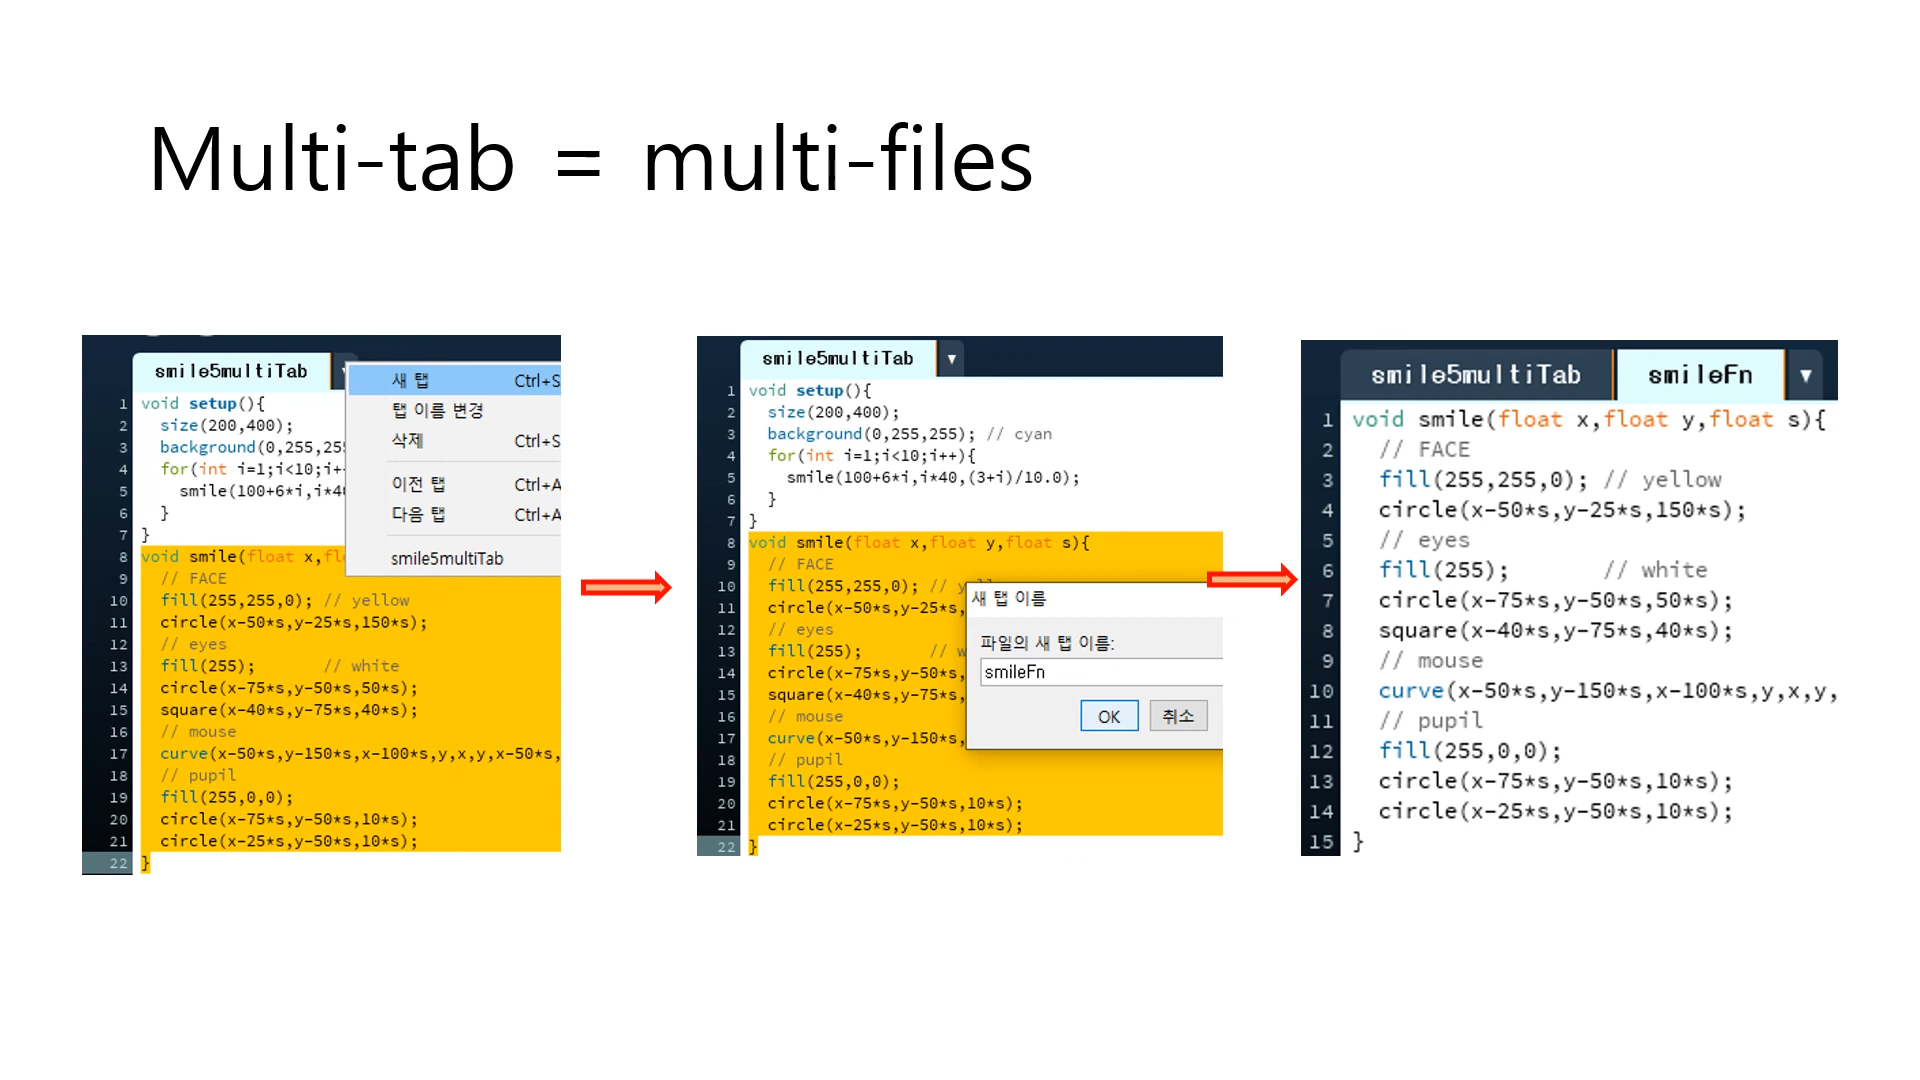 Multi-tab = multi-files
smile5multiTab
새 탭 Ctrl+S
탭 이름 변경
삭제 Ctrl+S
이전 탭 Ctrl+A
다음 탭 Ctrl+A
smile5multiTab
1 void setup(){
2 size(200,400);
3 background(0,255,25
4 for(int i=1;i<10;i+
5 smile(100+6*i,i*4
6 }
7 }
8 void smile(float x,fl
9 // FACE
10 fill(255,255,0); // yellow
11 circle(x-50*s,y-25*s,150*s);
12 // eyes
13 fill(255); // white
14 circle(x-75*s,y-50*s,50*s);
15 square(x-40*s,y-75*s,40*s);
16 // mouse
17 curve(x-50*s,y-150*s,x-100*s,y,x,y,x-50*s,
18 // pupil
19 fill(255,0,0);
20 circle(x-75*s,y-50*s,10*s);
21 circle(x-25*s,y-50*s,10*s);
22 }
smile5multiTab
1 void setup(){
2 size(200,400);
3 background(0,255,255); // cyan
4 for(int i=1;i<10;i++){
5 smile(100+6*i,i*40,(3+i)/10.0);
6 }
7 }
8 void smile(float x,float y,float s){
9 // FACE
10 fill(255,255,0); // y
11 circle(x-50*s,y-25*s,
12 // eyes
13 fill(255); // w
14 circle(x-75*s,y-50*s,
15 square(x-40*s,y-75*s,
16 // mouse
17 curve(x-50*s,y-150*s,
18 // pupil
19 fill(255,0,0);
20 circle(x-75*s,y-50*s,10*s);
21 circle(x-25*s,y-50*s,10*s);
22 }
새 탭 이름
파일의 새 탭 이름:
smileFn
OK 취소
smile5multiTab smileFn
1 void smile(float x,float y,float s){
2 // FACE
3 fill(255,255,0); // yellow
4 circle(x-50*s,y-25*s,150*s);
5 // eyes
6 fill(255); // white
7 circle(x-75*s,y-50*s,50*s);
8 square(x-40*s,y-75*s,40*s);
9 // mouse
10 curve(x-50*s,y-150*s,x-100*s,y,x,y,
11 // pupil
12 fill(255,0,0);
13 circle(x-75*s,y-50*s,10*s);
14 circle(x-25*s,y-50*s,10*s);
15 }